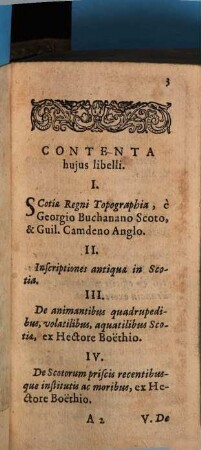 3
CONTENTA
hujus libelli.
I.
SCotiæ Regni Topographia, è
Georgio Buchanano Scoto,
& Guil. Camdeno Anglo.
II.
Inscriptiones antiquæ in Sco-
tia.
III.
De animantibus quadrupedi-
bus, volatilibus, aquatilibus Sco-
tiæ, ex Hectore Boëthio.
IV.
De Scotorum priscis recentibus-
que institutis ac moribus, ex He-
ctore Boëthio.
A 2 V. De